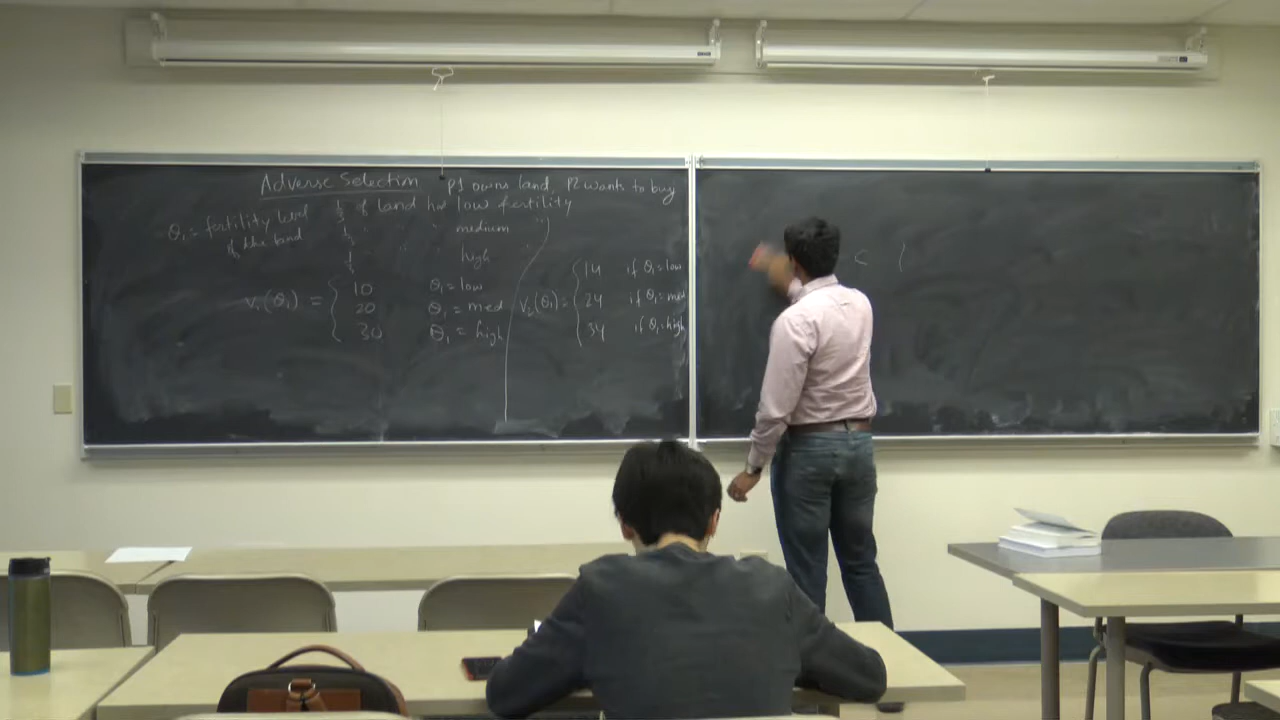 Adverse Selection P1 owns land, P2 wants to buy
θ₁ = fertility level of the land
1/3 of land has low fertility
1/3 " " medium "
1/3 " " high "
v₁(θ₁) = { 10 θ₁ = low
20 θ₁ = med
30 θ₁ = high
v₂(θ₁) = { 14 if θ₁ = low
24 if θ₁ = med
34 if θ₁ = high